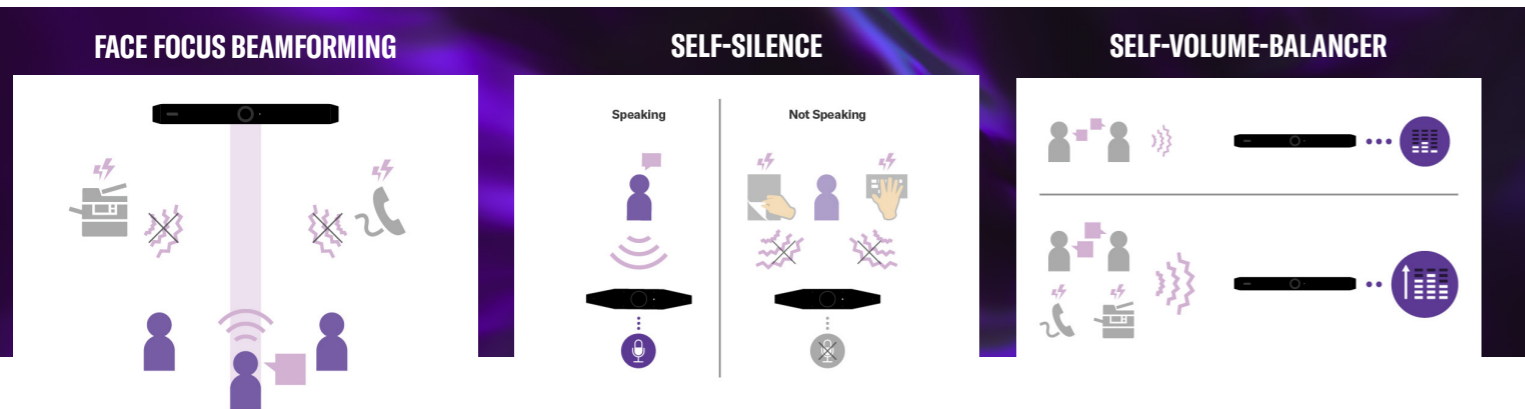 FACE FOCUS BEAMFORMING
SELF-SILENCE
SELF-VOLUME-BALANCER
Speaking
Not Speaking